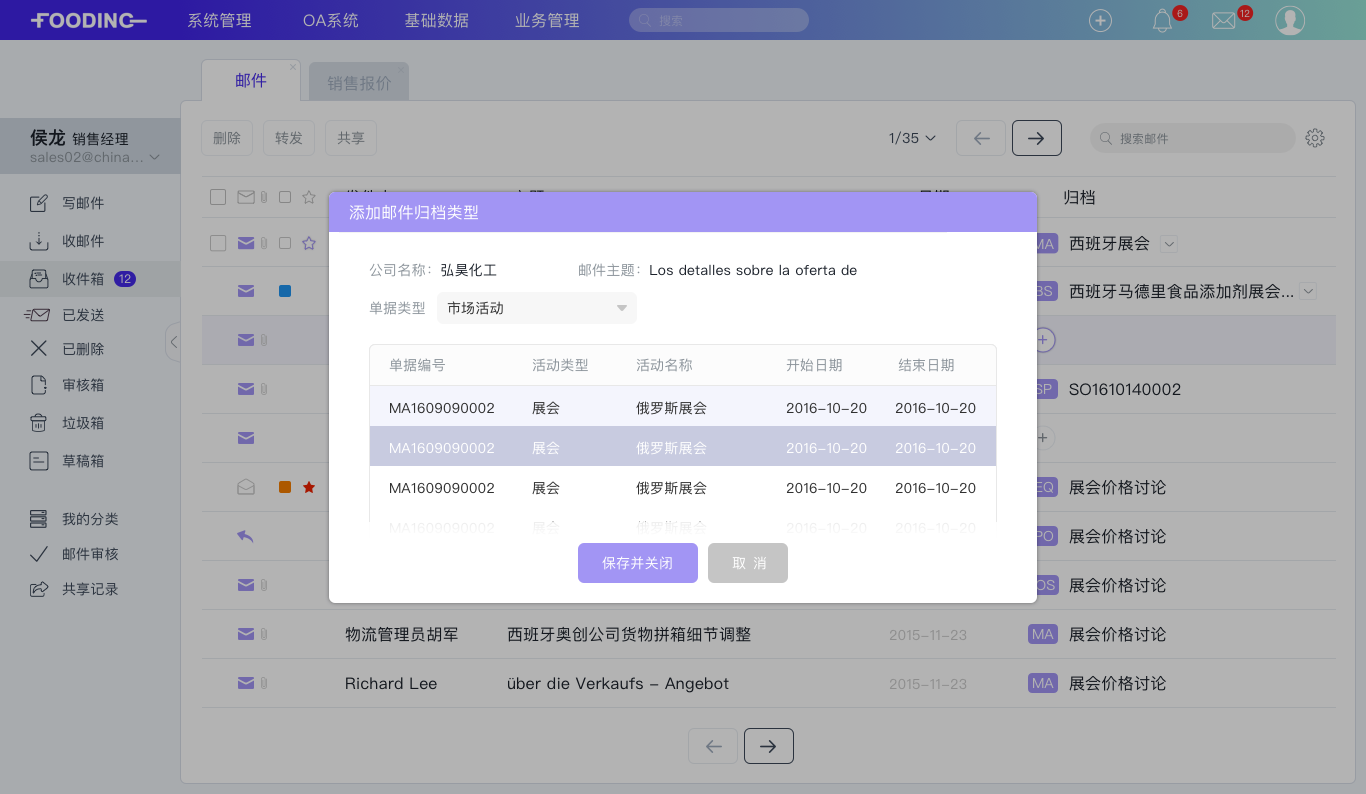 FOODINC 系统管理 OA系统 基础数据 业务管理 搜索 6 12
邮件 销售报价
侯龙 销售经理
sales02@china...
删除 转发 共享 1/35 搜索邮件
写邮件
收邮件
收件箱 12
已发送
已删除
审核箱
垃圾箱
草稿箱
我的分类
邮件审核
共享记录
归档
MA 西班牙展会
BS 西班牙马德里食品添加剂展会...
SP SO1610140002
EQ 展会价格讨论
PO 展会价格讨论
OS 展会价格讨论
物流管理员胡军 西班牙奥创公司货物拼箱细节调整 2015-11-23 MA 展会价格讨论
Richard Lee über die Verkaufs - Angebot 2015-11-23 MA 展会价格讨论
添加邮件归档类型
公司名称: 弘昊化工 邮件主题: Los detalles sobre la oferta de
单据类型 市场活动
单据编号 活动类型 活动名称 开始日期 结束日期
MA1609090002 展会 俄罗斯展会 2016-10-20 2016-10-20
MA1609090002 展会 俄罗斯展会 2016-10-20 2016-10-20
MA1609090002 展会 俄罗斯展会 2016-10-20 2016-10-20
MA1609090002 展会 俄罗斯展会 2016-10-20 2016-10-20
保存并关闭 取 消